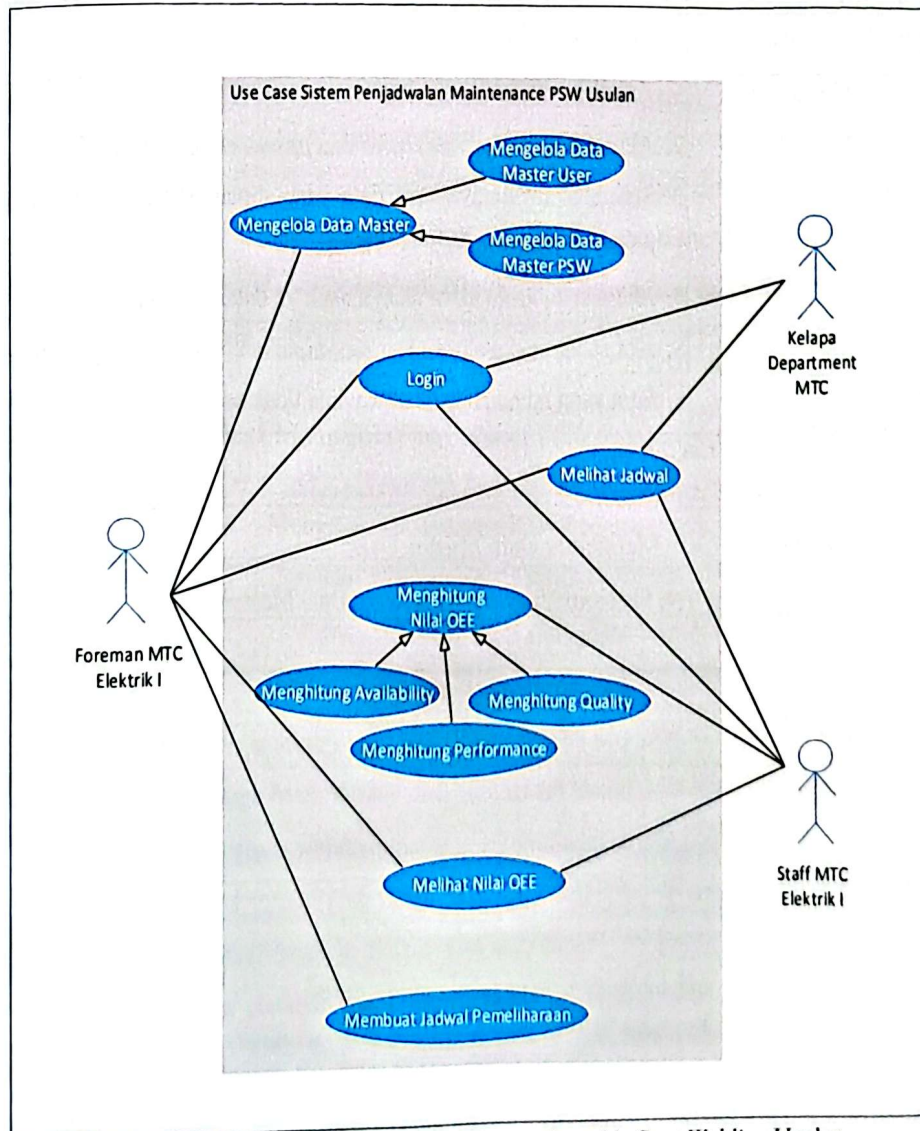 Use Case Sistem Penjadwalan Maintenance PSW Usulan
Mengelola Data
Master User
Mengelola Data Master
Mengelola Data
Master PSW
Kelapa
Department
MTC
Login
Melihat Jadwal
Foreman MTC
Elektrik I
Menghitung
Nilai OEE
Menghitung Availability
Menghitung Quality
Menghitung Performance
Melihat Nilai OEE
Staff MTC
Elektrik I
Membuat Jadwal Pemeliharaan